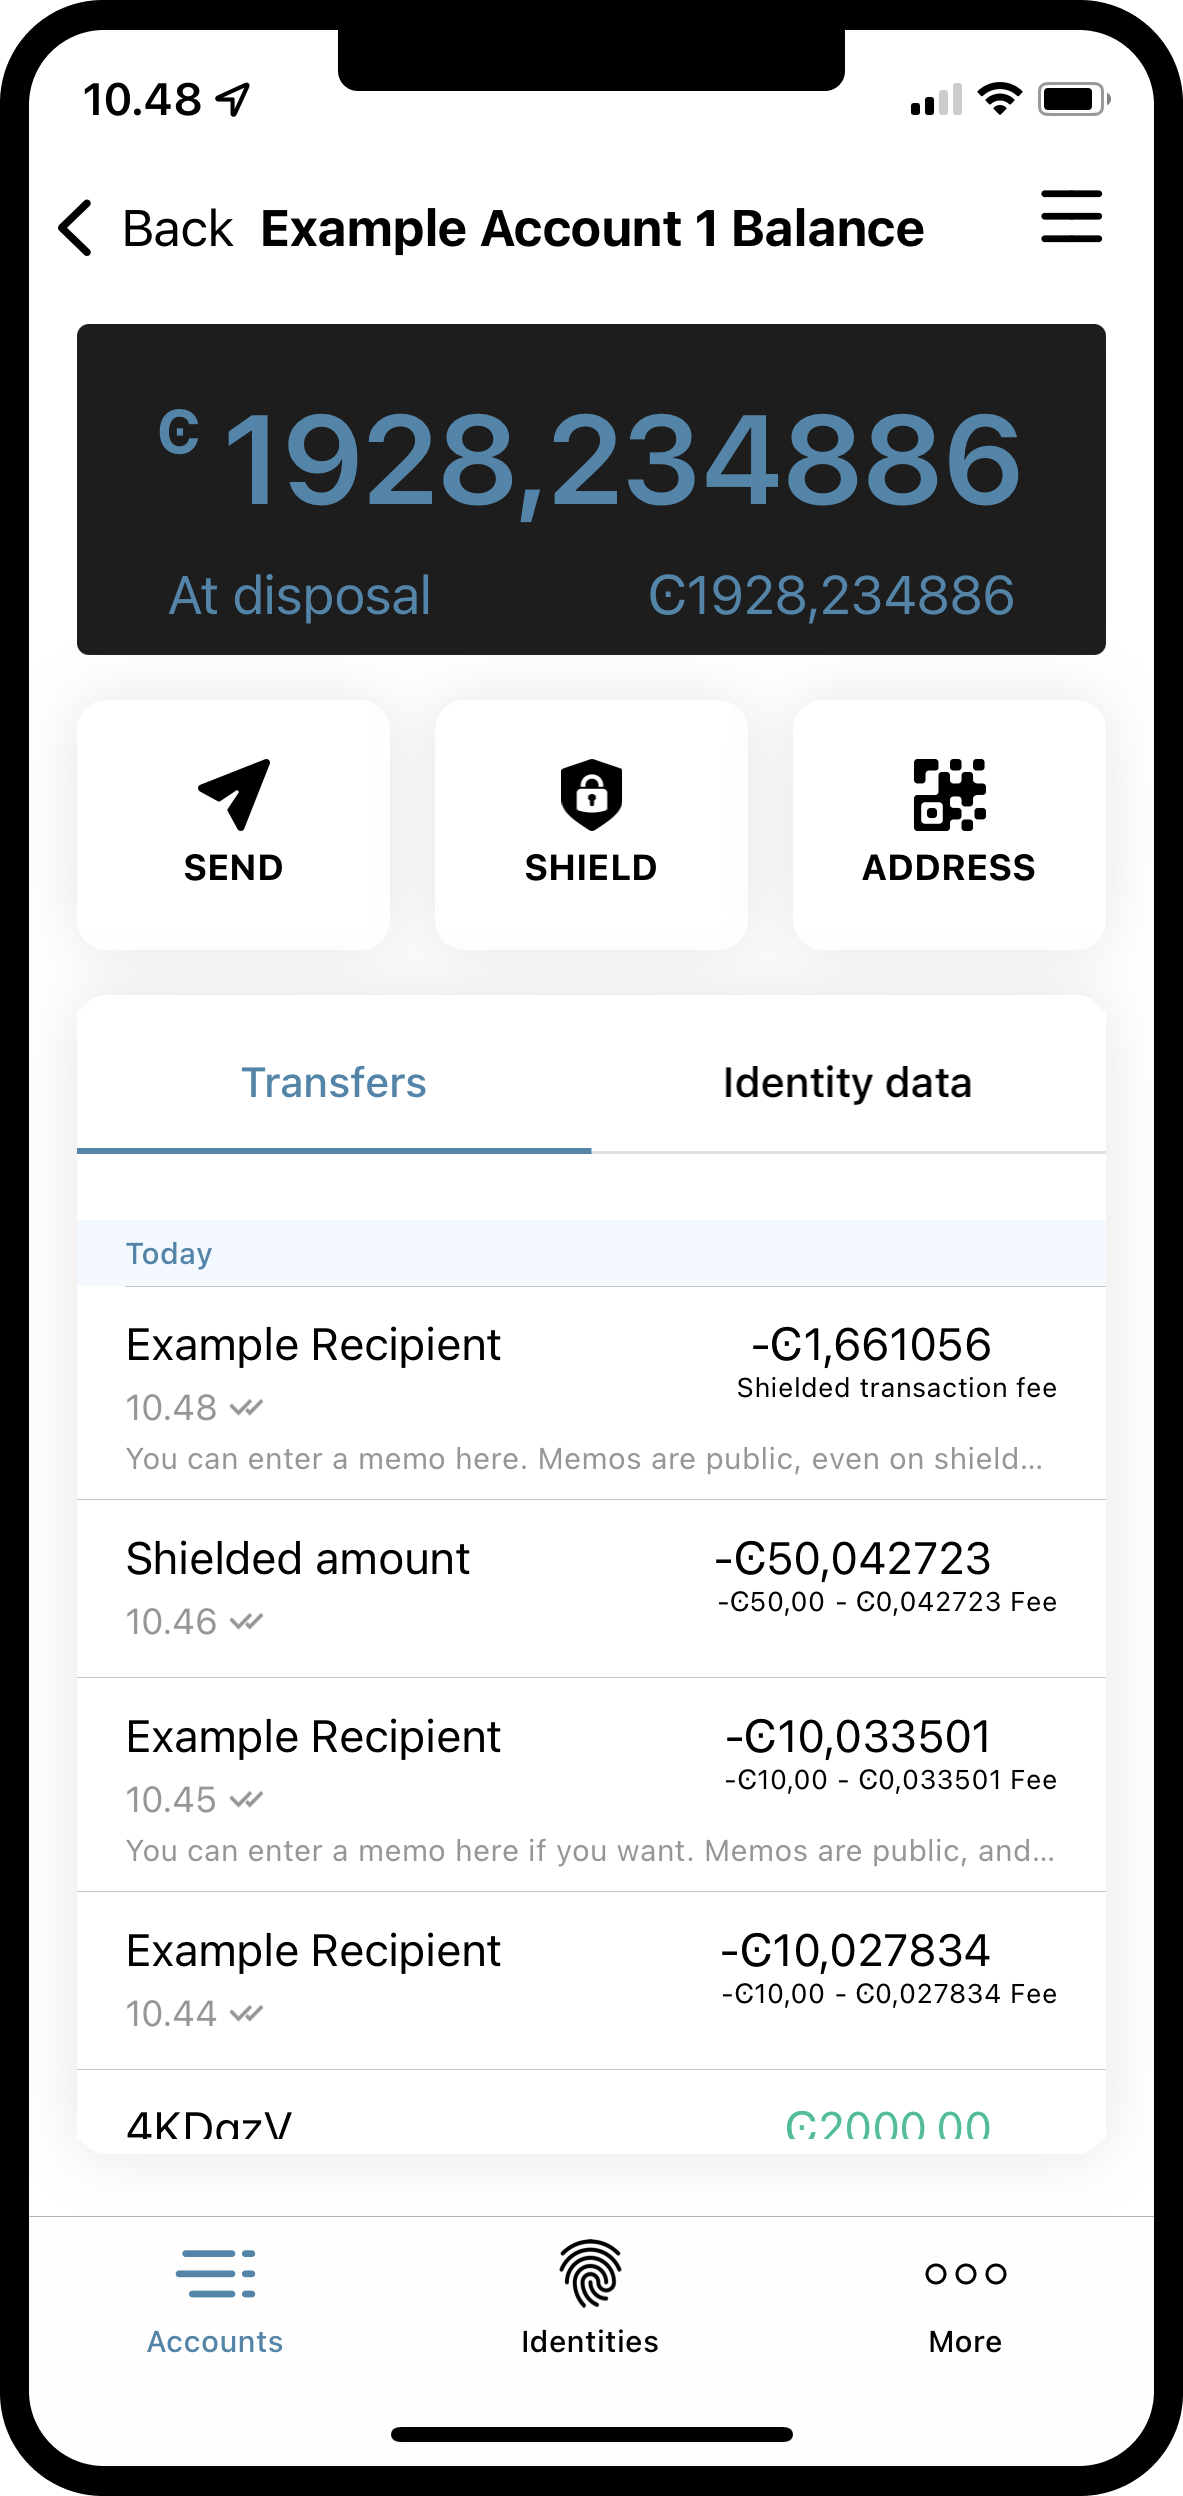 10.48
Back Example Account 1 Balance
Ͼ 1928,234886
At disposal Ͼ1928,234886
SEND SHIELD ADDRESS
Transfers Identity data
Today
Example Recipient -Ͼ1,661056
Shielded transaction fee
10.48
You can enter a memo here. Memos are public, even on shield...
Shielded amount -Ͼ50,042723
-Ͼ50,00 - Ͼ0,042723 Fee
10.46
Example Recipient -Ͼ10,033501
-Ͼ10,00 - Ͼ0,033501 Fee
10.45
You can enter a memo here if you want. Memos are public, and...
Example Recipient -Ͼ10,027834
-Ͼ10,00 - Ͼ0,027834 Fee
10.44
4KDgzV Ͼ2000,00
Accounts Identities More